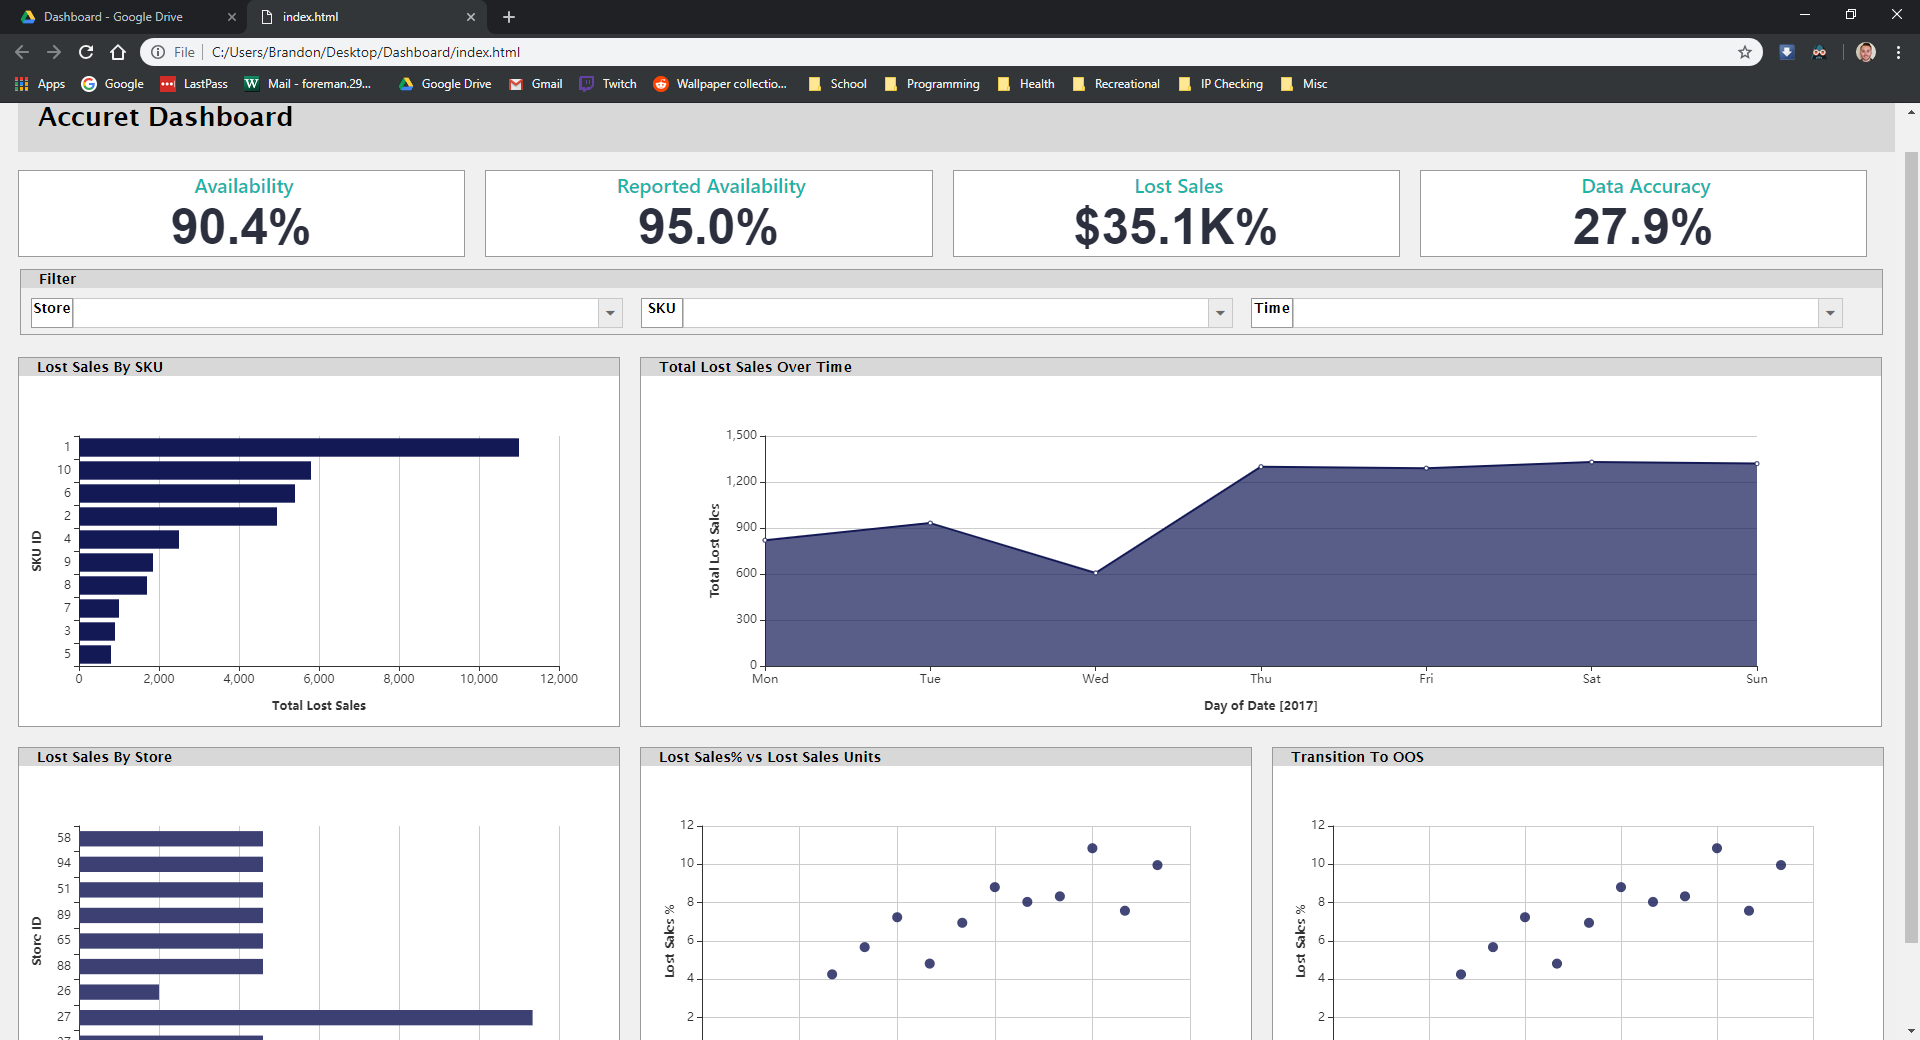 Dashboard - Google Drive
index.html
File
C:/Users/Brandon/Desktop/Dashboard/index.html
Apps
Google
LastPass
Mail - foreman.29...
Google Drive
Gmail
Twitch
Wallpaper collectio...
School
Programming
Health
Recreational
IP Checking
Misc
Accuret Dashboard
Availability
90.4%
Reported Availability
95.0%
Lost Sales
$35.1K%
Data Accuracy
27.9%
Filter
Store
SKU
Time
Lost Sales By SKU
SKU ID
1
10
6
2
4
9
8
7
3
5
0
2,000
4,000
6,000
8,000
10,000
12,000
Total Lost Sales
Total Lost Sales Over Time
Total Lost Sales
1,500
1,200
900
600
300
0
Mon
Tue
Wed
Thu
Fri
Sat
Sun
Day of Date [2017]
Lost Sales By Store
Store ID
58
94
51
89
65
88
26
27
Lost Sales% vs Lost Sales Units
Lost Sales %
12
10
8
6
4
2
Transition To OOS
Lost Sales %
12
10
8
6
4
2